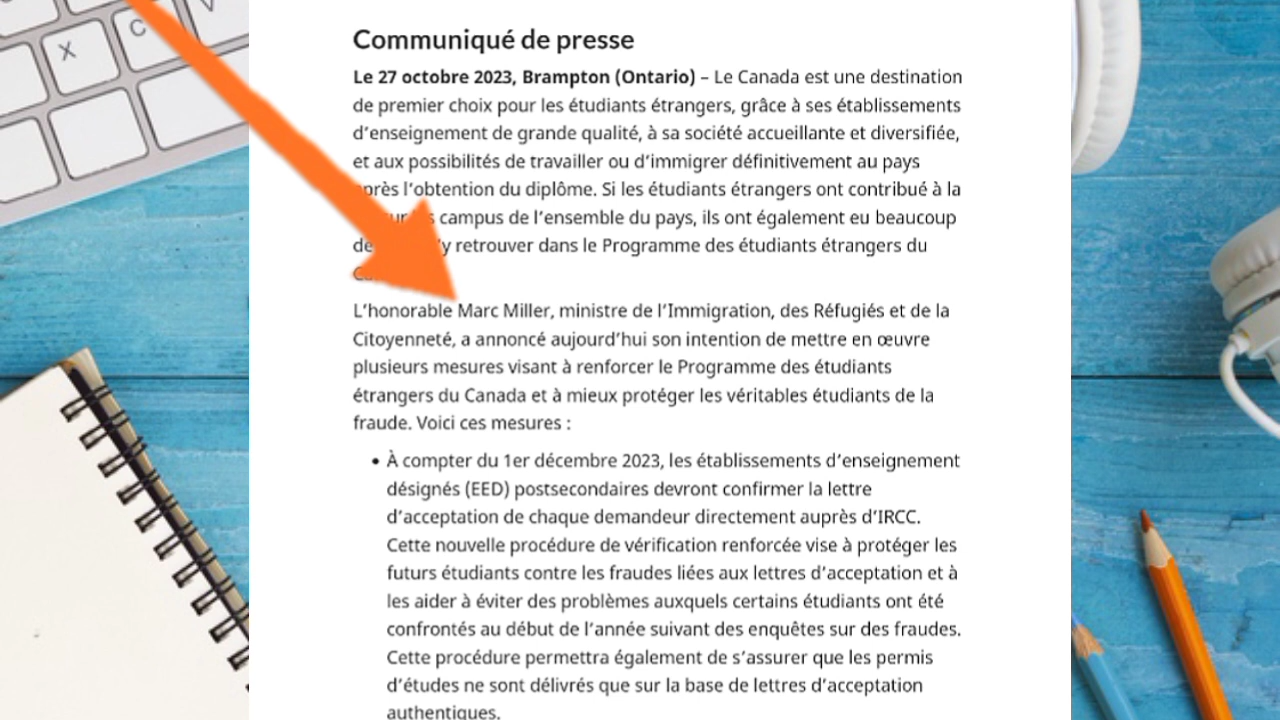 X
C
V
Communiqué de presse
Le 27 octobre 2023, Brampton (Ontario) – Le Canada est une destination
de premier choix pour les étudiants étrangers, grâce à ses établissements
d’enseignement de grande qualité, à sa société accueillante et diversifiée,
et aux possibilités de travailler ou d’immigrer définitivement au pays
après l’obtention du diplôme. Si les étudiants étrangers ont contribué à la
campus de l’ensemble du pays, ils ont également eu beaucoup
retrouver dans le Programme des étudiants étrangers du
L’honorable Marc Miller, ministre de l’Immigration, des Réfugiés et de la
Citoyenneté, a annoncé aujourd’hui son intention de mettre en œuvre
plusieurs mesures visant à renforcer le Programme des étudiants
étrangers du Canada et à mieux protéger les véritables étudiants de la
fraude. Voici ces mesures :
• À compter du 1er décembre 2023, les établissements d’enseignement
désignés (EED) postsecondaires devront confirmer la lettre
d’acceptation de chaque demandeur directement auprès d’IRCC.
Cette nouvelle procédure de vérification renforcée vise à protéger les
futurs étudiants contre les fraudes liées aux lettres d’acceptation et à
les aider à éviter des problèmes auxquels certains étudiants ont été
confrontés au début de l’année suivant des enquêtes sur des fraudes.
Cette procédure permettra également de s’assurer que les permis
d’études ne sont délivrés que sur la base de lettres d’acceptation
authentiques.